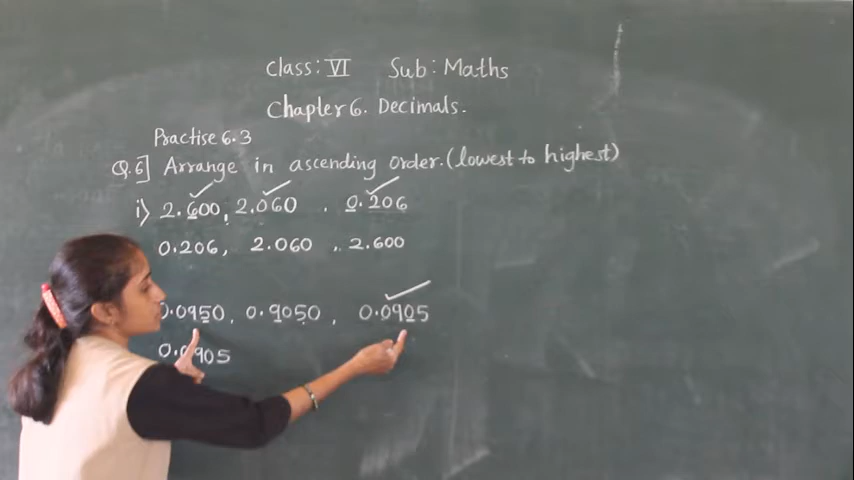 Class: VI Sub: Maths
Chapter 6. Decimals.
Practise 6.3
Q.6] Arrange in ascending order. (lowest to highest)
i) 2.600, 2.060 , 0.206
0.206, 2.060 , 2.600
0.0950, 0.9050 , 0.0905
0.0905